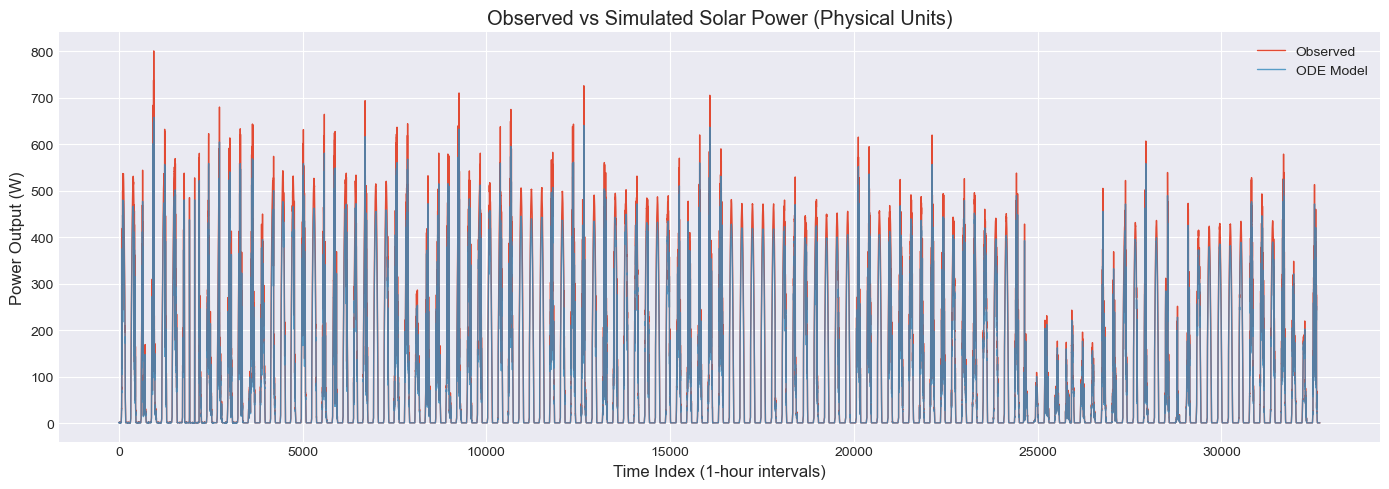 Observed vs Simulated Solar Power (Physical Units)
Observed
ODE Model
Power Output (W)
800
700
600
500
400
300
200
100
0
0 5000 10000 15000 20000 25000 30000
Time Index (1-hour intervals)